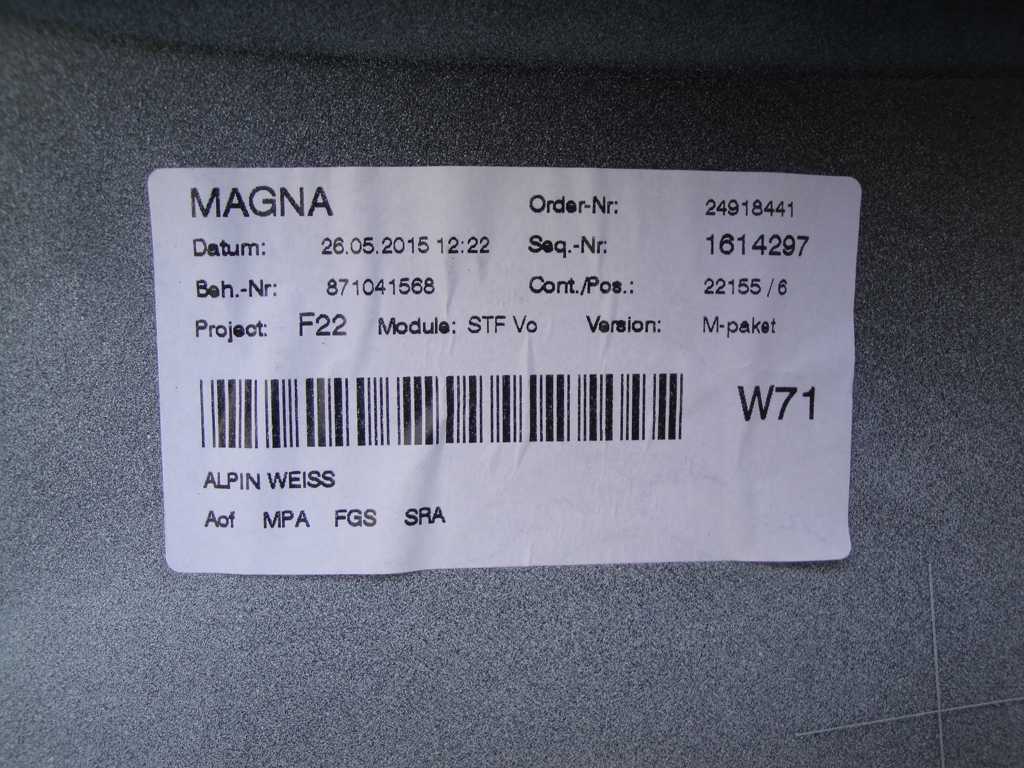 MAGNA Order-Nr: 24918441
Datum: 26.05.2015 12:22 Seq.-Nr: 1614297
Beh.-Nr: 871041568 Cont./Pos.: 22155 / 6
Project: F22 Module: STF Vo Version: M-paket
W71
ALPIN WEISS
Aof MPA FGS SRA